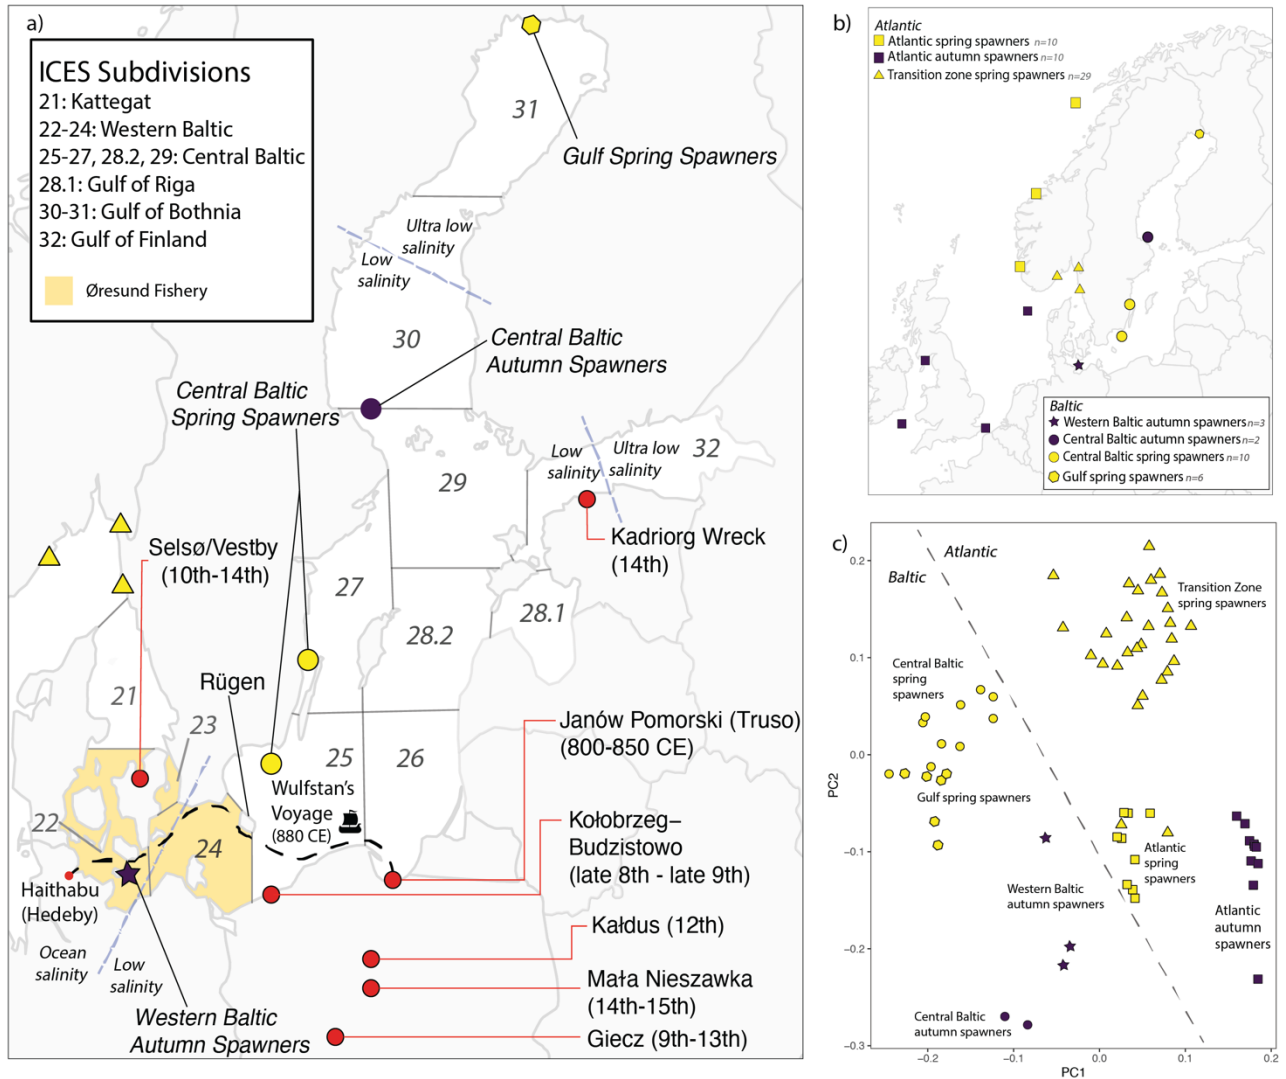 a)
ICES Subdivisions
21: Kattegat
22-24: Western Baltic
25-27, 28.2, 29: Central Baltic
28.1: Gulf of Riga
30-31: Gulf of Bothnia
32: Gulf of Finland
Øresund Fishery
31
Gulf Spring Spawners
Ultra low
salinity
Low
salinity
30
Central Baltic
Autumn Spawners
Central Baltic
Spring Spawners
29
Low
salinity
Ultra low
salinity
32
Kadriorg Wreck
(14th)
Selsø/Vestby
(10th-14th)
27
28.2
28.1
21
Rügen
23
25
26
Janów Pomorski (Truso)
(800-850 CE)
Wulfstan's
Voyage
(880 CE)
22
24
Kołobrzeg–
Budzistowo
(late 8th - late 9th)
Haithabu
(Hedeby)
Kałdus (12th)
Ocean
salinity
Low
salinity
Mała Nieszawka
(14th-15th)
Western Baltic
Autumn Spawners
Giecz (9th-13th)
b)
Atlantic
Atlantic spring spawners n=10
Atlantic autumn spawners n=10
Transition zone spring spawners n=29
Baltic
Western Baltic autumn spawners n=3
Central Baltic autumn spawners n=2
Central Baltic spring spawners n=10
Gulf spring spawners n=6
c)
Atlantic
Baltic
Transition Zone
spring spawners
Central Baltic
spring
spawners
Gulf spring spawners
Atlantic
spring
spawners
Western Baltic
autumn spawners
Atlantic
autumn
spawners
Central Baltic
autumn spawners
PC2
0.2
0.1
0.0
−0.1
−0.2
−0.3
−0.2
−0.1
0.0
0.1
0.2
PC1